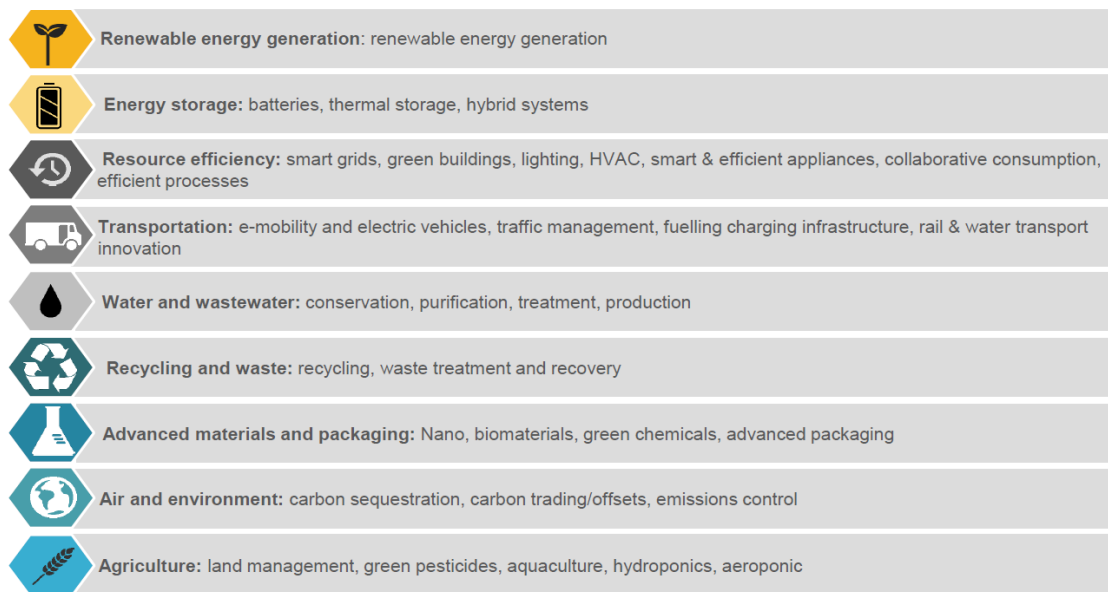 Renewable energy generation: renewable energy generation
Energy storage: batteries, thermal storage, hybrid systems
Resource efficiency: smart grids, green buildings, lighting, HVAC, smart & efficient appliances, collaborative consumption,
efficient processes
Transportation: e-mobility and electric vehicles, traffic management, fuelling charging infrastructure, rail & water transport
innovation
Water and wastewater: conservation, purification, treatment, production
Recycling and waste: recycling, waste treatment and recovery
Advanced materials and packaging: Nano, biomaterials, green chemicals, advanced packaging
Air and environment: carbon sequestration, carbon trading/offsets, emissions control
Agriculture: land management, green pesticides, aquaculture, hydroponics, aeroponic